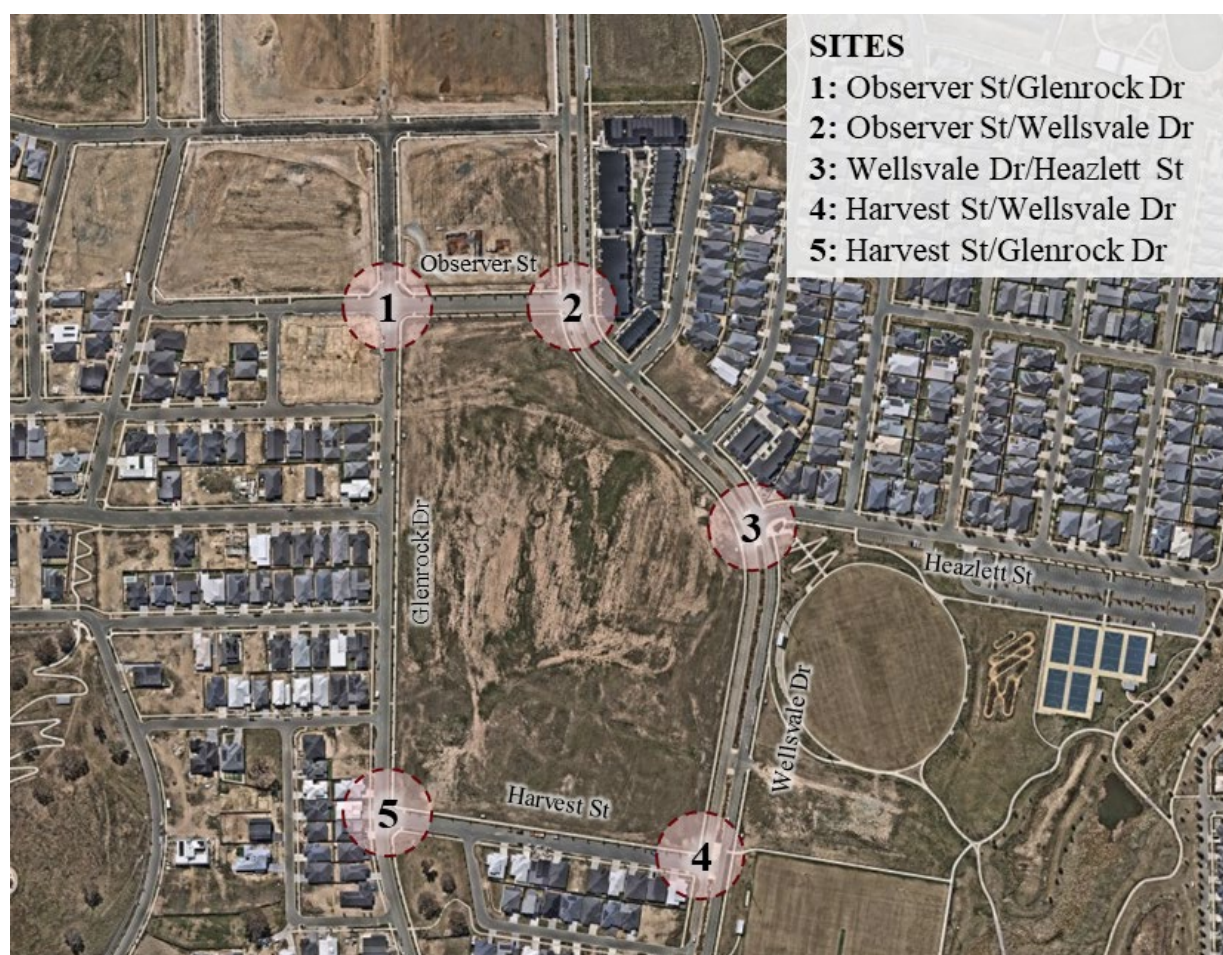 SITES
1: Observer St/Glenrock Dr
2: Observer St/Wellsvale Dr
3: Wellsvale Dr/Heazlett St
4: Harvest St/Wellsvale Dr
5: Harvest St/Glenrock Dr
Observer St
1
2
Glenrock Dr
3
Heazlett St
Wellsvale Dr
Harvest St
5
4